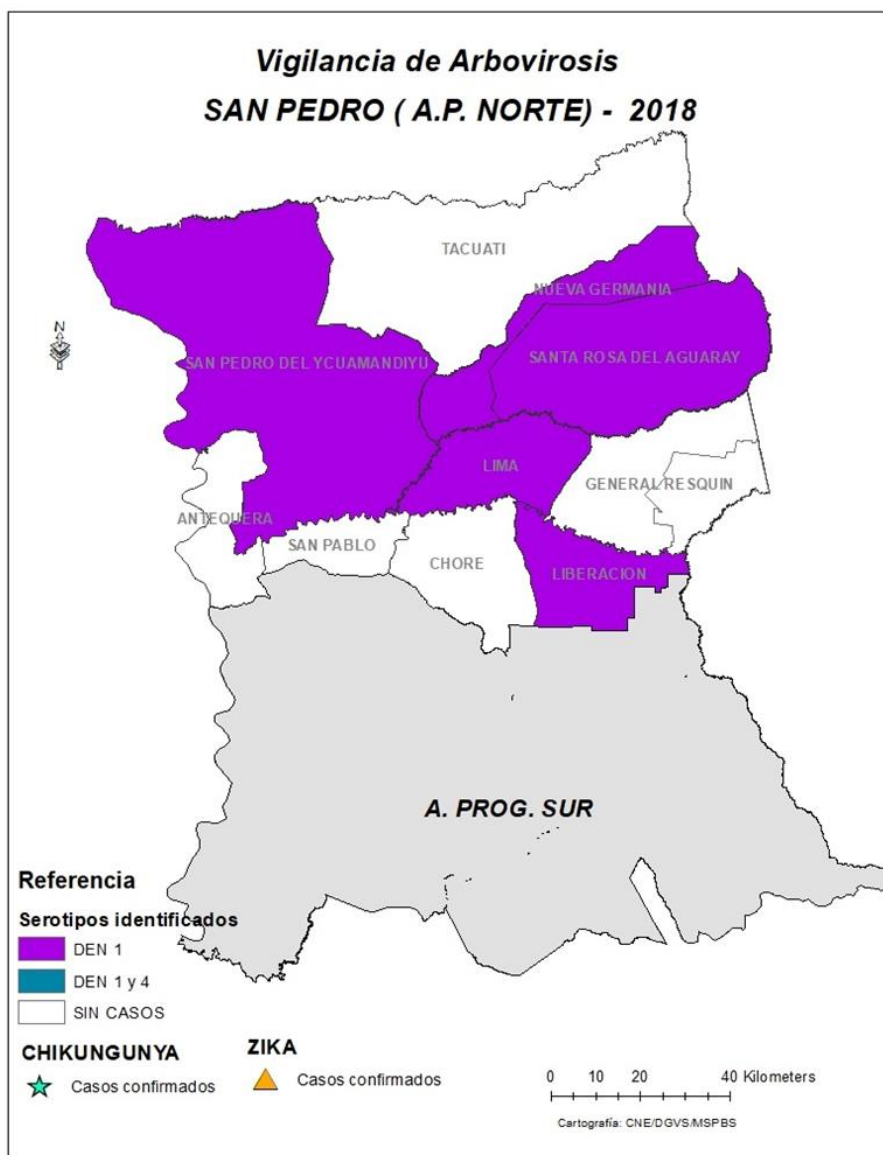 Vigilancia de Arbovirosis
SAN PEDRO ( A.P. NORTE) - 2018
TACUATI
NUEVA GERMANIA
SAN PEDRO DEL YCUAMANDIYU
SANTA ROSA DEL AGUARAY
N
LIMA
GENERAL RESQUIN
ANTEQUERA
SAN PABLO
CHORE
LIBERACION
A. PROG. SUR
Referencia
Serotipos identificados
DEN 1
DEN 1 y 4
SIN CASOS
CHIKUNGUNYA
Casos confirmados
ZIKA
Casos confirmados
0 10 20 40 Kilometers
Cartografía: CNE/DGVS/MSPBS